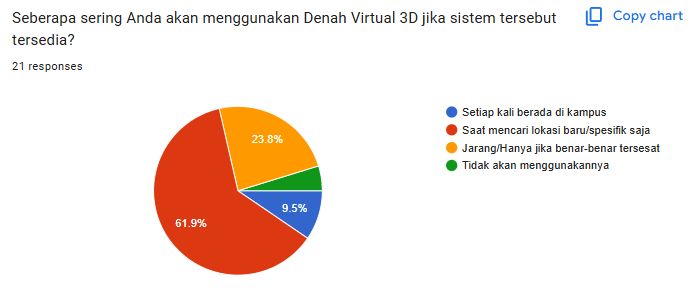 Seberapa sering Anda akan menggunakan Denah Virtual 3D jika sistem tersebut
tersedia?
Copy chart
21 responses
Setiap kali berada di kampus
Saat mencari lokasi baru/spesifik saja
Jarang/Hanya jika benar-benar tersesat
Tidak akan menggunakannya
23.8%
9.5%
61.9%